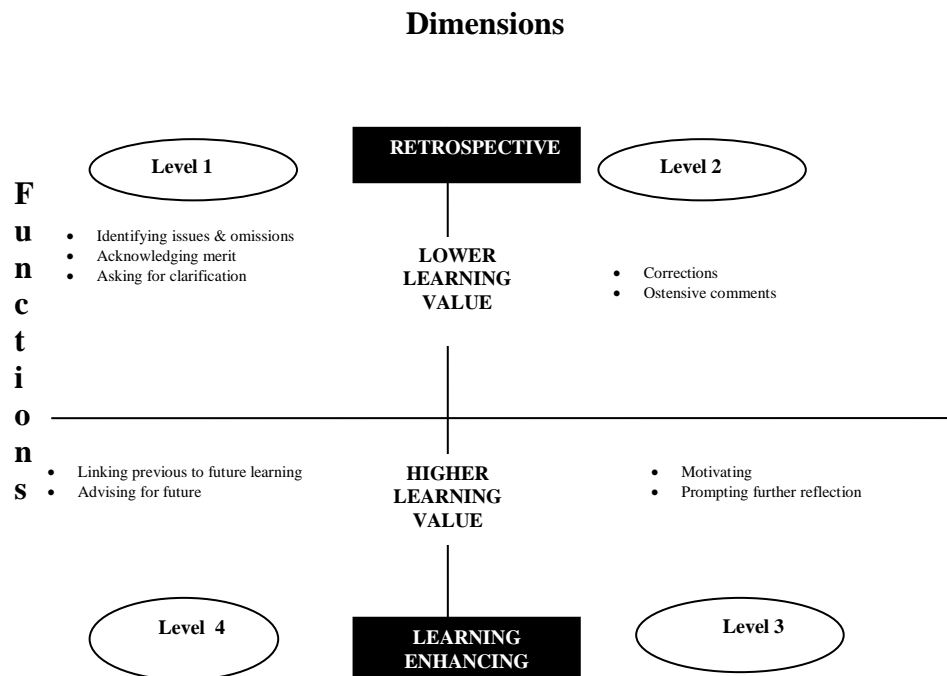 Dimensions
RETROSPECTIVE
Level 1
Level 2
Functions
• Identifying issues & omissions
• Acknowledging merit
• Asking for clarification
LOWER
LEARNING
VALUE
• Corrections
• Ostensive comments
• Linking previous to future learning
• Advising for future
HIGHER
LEARNING
VALUE
• Motivating
• Prompting further reflection
Level 4
LEARNING
ENHANCING
Level 3